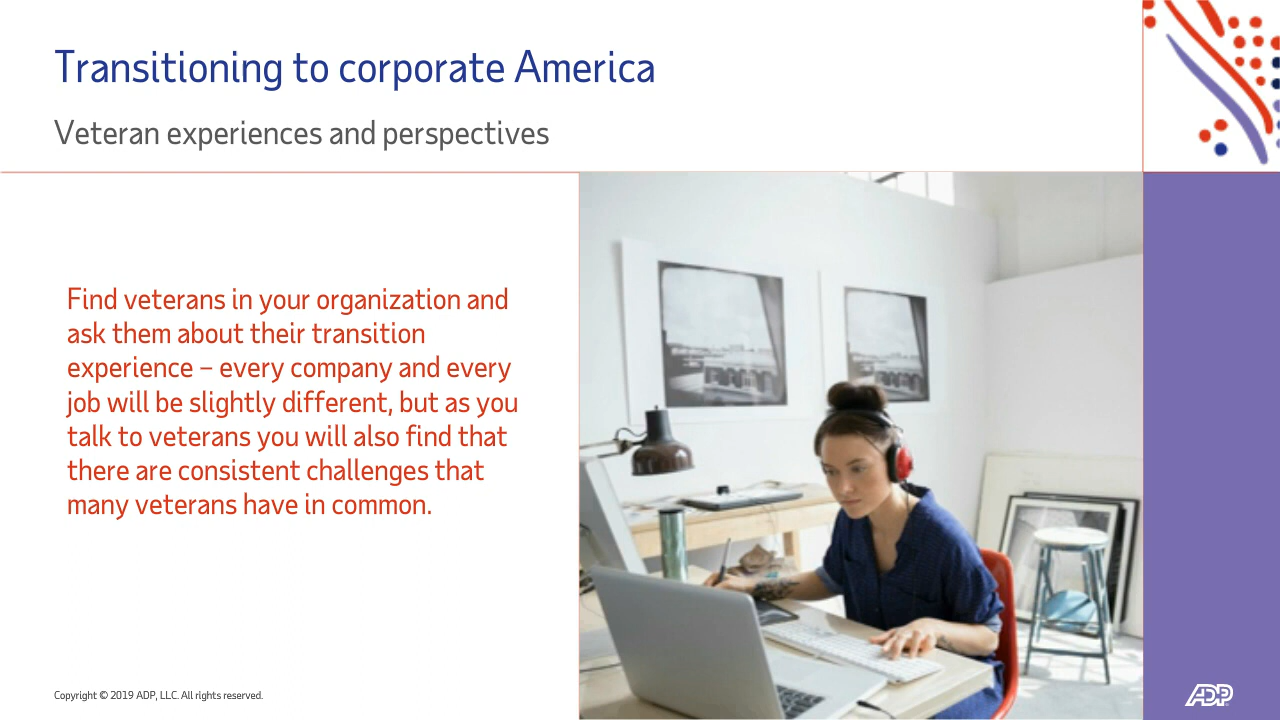 Transitioning to corporate America
Veteran experiences and perspectives
Find veterans in your organization and
ask them about their transition
experience – every company and every
job will be slightly different, but as you
talk to veterans you will also find that
there are consistent challenges that
many veterans have in common.
Copyright © 2019 ADP, LLC. All rights reserved.
ADP